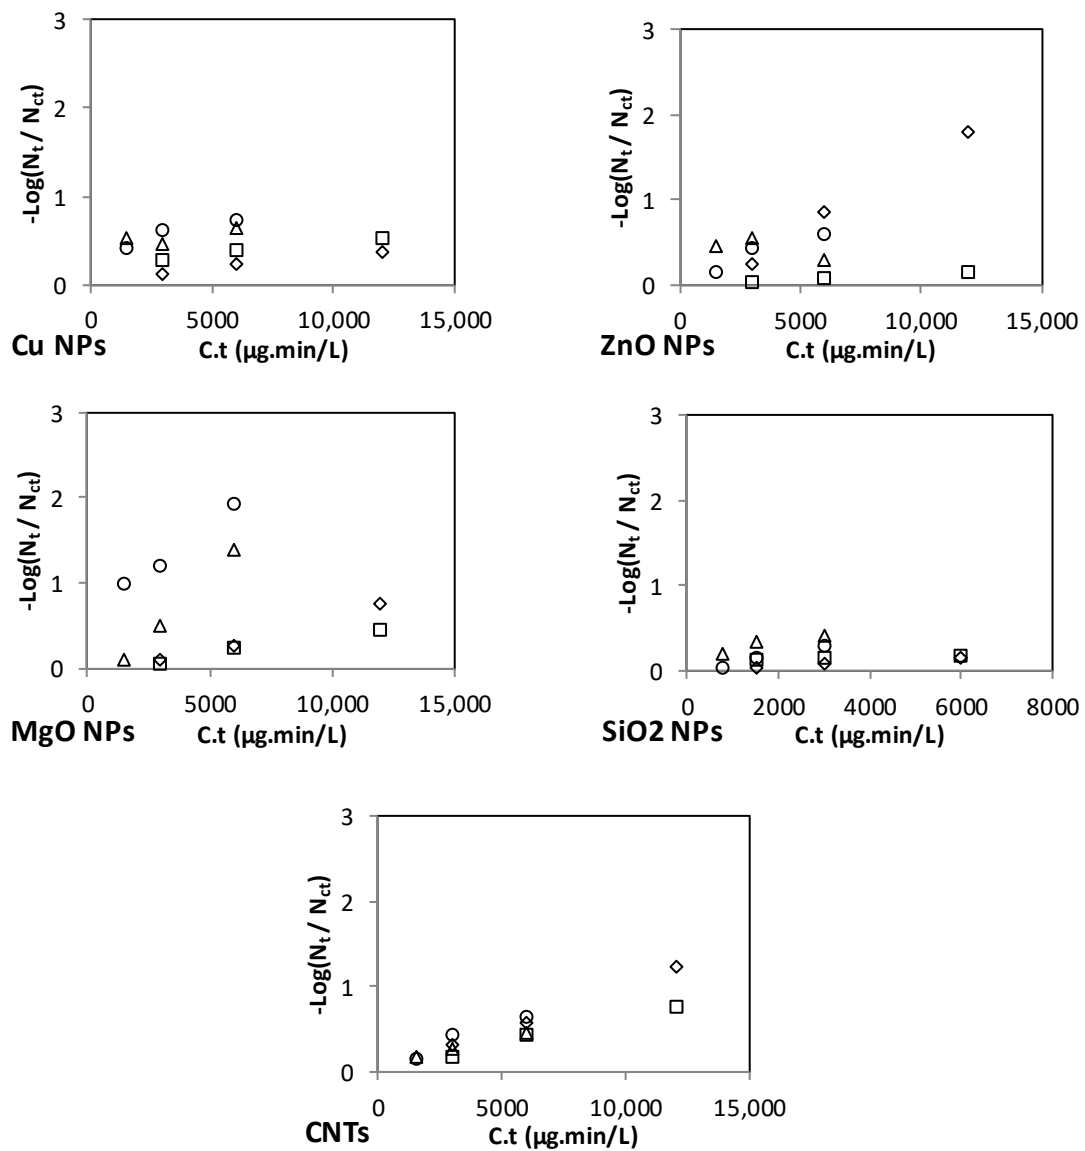 3
2
1
0
-Log(Nt / Nct)
0 5000 10,000 15,000
Cu NPs
C.t (µg.min/L)
3
2
1
0
-Log(Nt / Nct)
0 5000 10,000 15,000
ZnO NPs
C.t (µg.min/L)
3
2
1
0
-Log(Nt / Nct)
0 5000 10,000 15,000
MgO NPs
C.t (µg.min/L)
3
2
1
0
-Log(Nt / Nct)
0 2000 4000 6000 8000
SiO2 NPs
C.t (µg.min/L)
3
2
1
0
-Log(Nt / Nct)
0 5000 10,000 15,000
CNTs
C.t (µg.min/L)